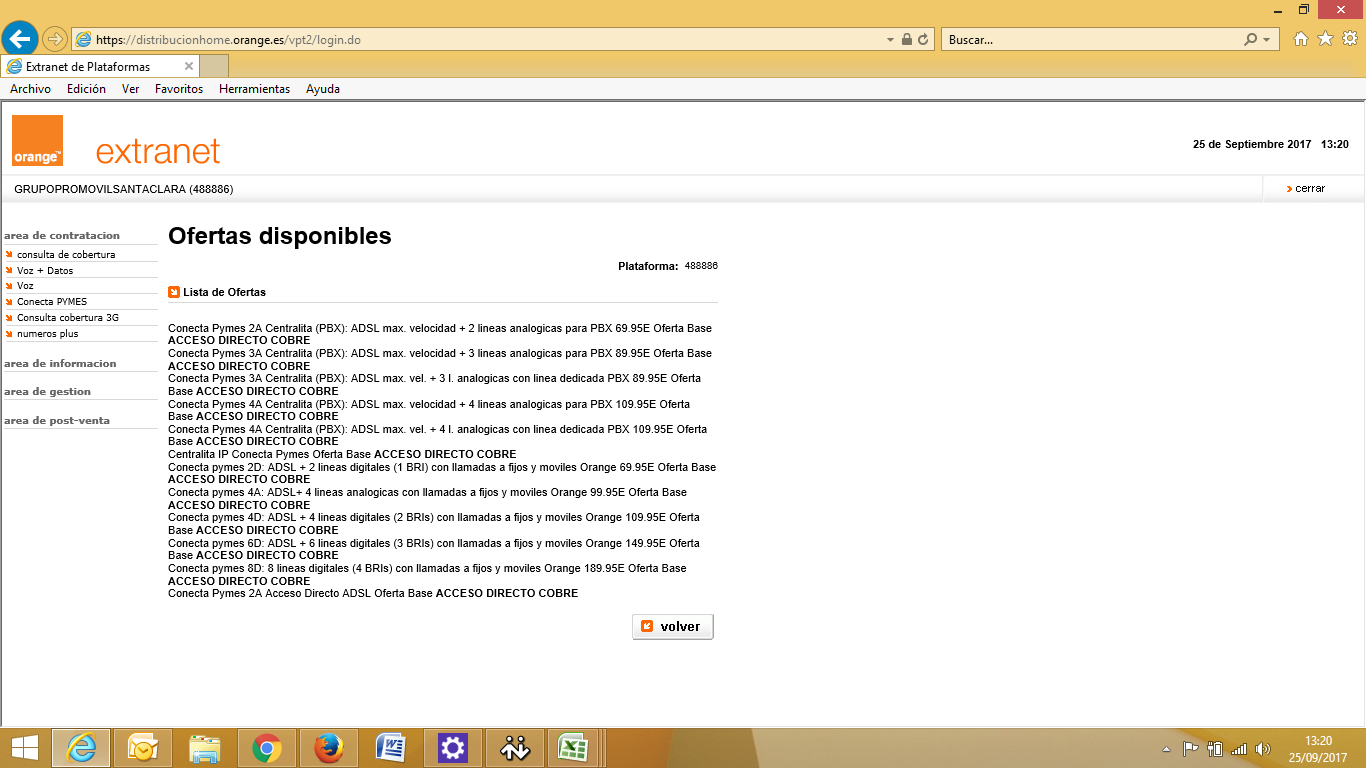 https://distribucionhome.orange.es/vpt2/login.do
Buscar...
Extranet de Plataformas
Archivo Edición Ver Favoritos Herramientas Ayuda
orange™
extranet
25 de Septiembre 2017 13:20
GRUPOPROMOVILSANTACLARA (488886)
cerrar
area de contratacion
consulta de cobertura
Voz + Datos
Voz
Conecta PYMES
Consulta cobertura 3G
numeros plus
area de informacion
area de gestion
area de post-venta
Ofertas disponibles
Plataforma: 488886
Lista de Ofertas
Conecta Pymes 2A Centralita (PBX): ADSL max. velocidad + 2 lineas analogicas para PBX 69.95E Oferta Base
ACCESO DIRECTO COBRE
Conecta Pymes 3A Centralita (PBX): ADSL max. velocidad + 3 lineas analogicas para PBX 89.95E Oferta Base
ACCESO DIRECTO COBRE
Conecta Pymes 3A Centralita (PBX): ADSL max. vel. + 3 l. analogicas con linea dedicada PBX 89.95E Oferta
Base ACCESO DIRECTO COBRE
Conecta Pymes 4A Centralita (PBX): ADSL max. velocidad + 4 lineas analogicas para PBX 109.95E Oferta
Base ACCESO DIRECTO COBRE
Conecta Pymes 4A Centralita (PBX): ADSL max. vel. + 4 l. analogicas con linea dedicada PBX 109.95E Oferta
Base ACCESO DIRECTO COBRE
Centralita IP Conecta Pymes Oferta Base ACCESO DIRECTO COBRE
Conecta pymes 2D: ADSL + 2 lineas digitales (1 BRI) con llamadas a fijos y moviles Orange 69.95E Oferta Base
ACCESO DIRECTO COBRE
Conecta pymes 4A: ADSL+ 4 lineas analogicas con llamadas a fijos y moviles Orange 99.95E Oferta Base
ACCESO DIRECTO COBRE
Conecta pymes 4D: ADSL + 4 lineas digitales (2 BRIs) con llamadas a fijos y moviles Orange 109.95E Oferta
Base ACCESO DIRECTO COBRE
Conecta pymes 6D: ADSL + 6 lineas digitales (3 BRIs) con llamadas a fijos y moviles Orange 149.95E Oferta
Base ACCESO DIRECTO COBRE
Conecta pymes 8D: 8 lineas digitales (4 BRIs) con llamadas a fijos y moviles Orange 189.95E Oferta Base
ACCESO DIRECTO COBRE
Conecta Pymes 2A Acceso Directo ADSL Oferta Base ACCESO DIRECTO COBRE
volver
13:20
25/09/2017